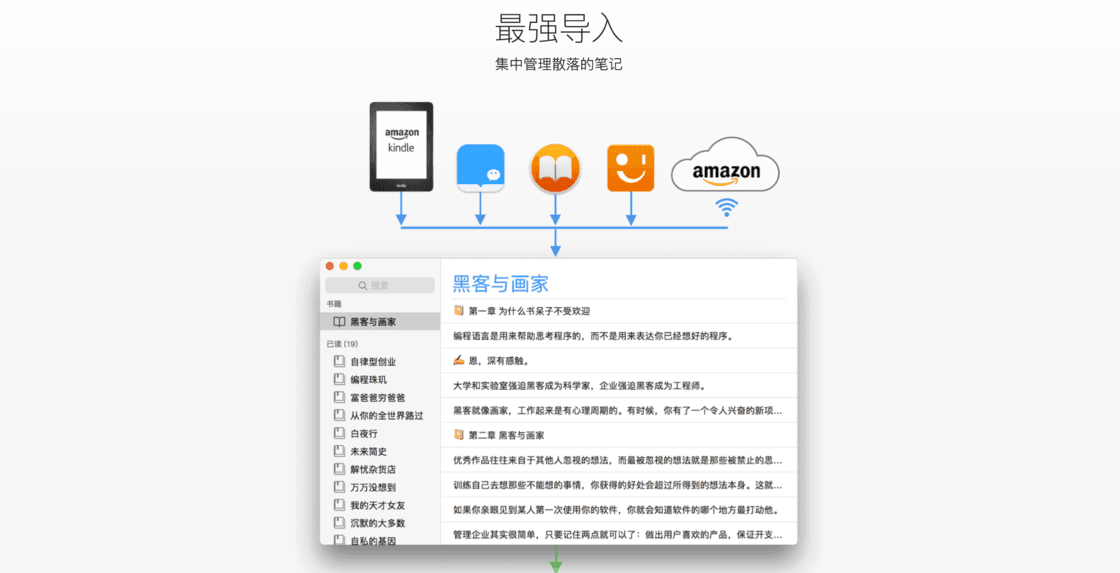 最强导入
集中管理散落的笔记
amazon
kindle
kindle
amazon
搜索
书籍
黑客与画家
已读 (19)
自律型创业
编程珠玑
富爸爸穷爸爸
从你的全世界路过
白夜行
未来简史
解忧杂货店
万万没想到
我的天才女友
沉默的大多数
自私的基因
黑客与画家
第一章 为什么书呆子不受欢迎
编程语言是用来帮助思考程序的，而不是用来表达你已经想好的程序。
恩，深有感触。
大学和实验室强迫黑客成为科学家，企业强迫黑客成为工程师。
黑客就像画家，工作起来是有心理周期的。有时候，你有了一个令人兴奋的新项...
第二章 黑客与画家
优秀作品往往来自于其他人忽视的想法，而最被忽视的想法就是那些被禁止的思...
训练自己去想那些不能想的事情，你获得的好处会超过所得到的想法本身。这就...
如果你亲眼见到某人第一次使用你的软件，你就会知道软件的哪个地方最打动他。
管理企业其实很简单，只要记住两点就可以了：做出用户喜欢的产品，保证开支...